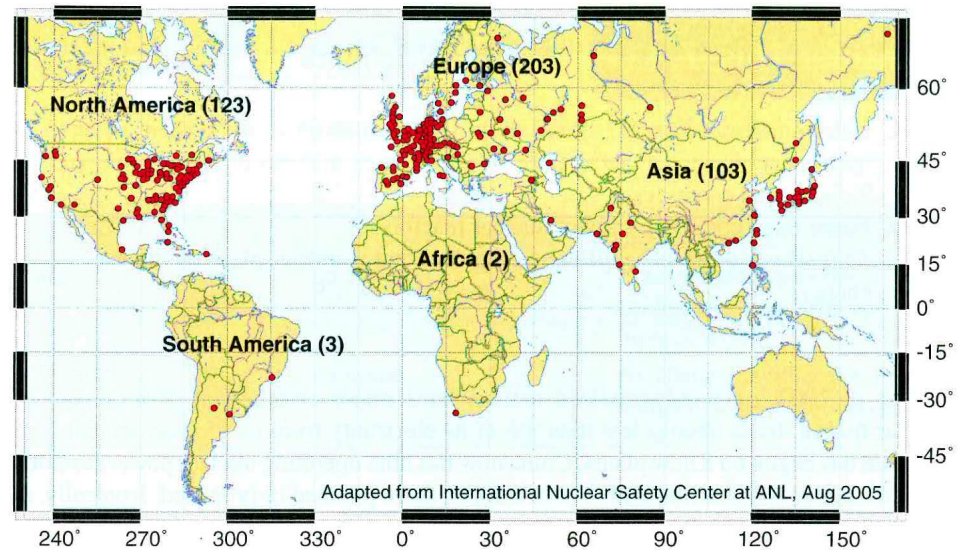 Europe (203)
60°
North America (123)
45°
Asia (103)
30°
Africa (2)
15°
0°
South America (3)
-15°
-30°
-45°
Adapted from International Nuclear Safety Center at ANL, Aug 2005
240° 270° 300° 330° 0° 30° 60° 90° 120° 150°